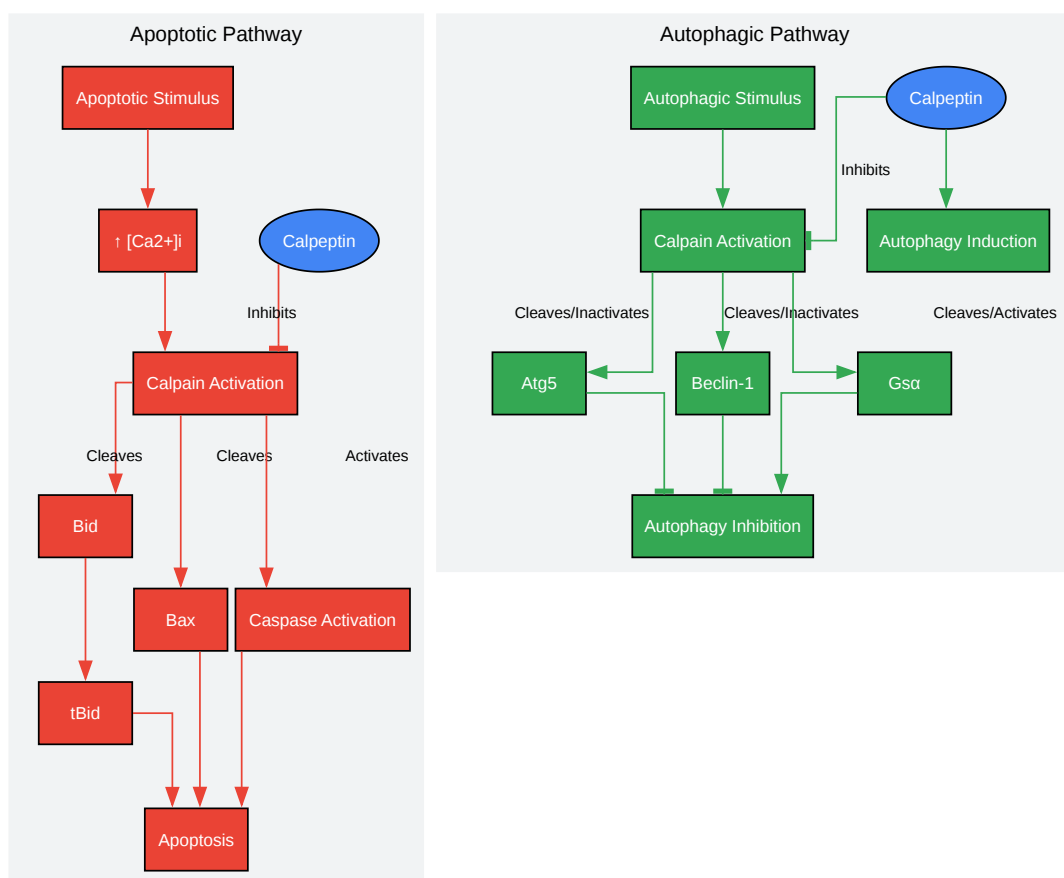 Apoptotic Pathway
Apoptotic Stimulus
↑ [Ca2+]i
Calpeptin
Inhibits
Calpain Activation
Cleaves
Cleaves
Activates
Bid
Bax
Caspase Activation
tBid
Apoptosis
Autophagic Pathway
Autophagic Stimulus
Calpeptin
Inhibits
Calpain Activation
Autophagy Induction
Cleaves/Inactivates
Cleaves/Inactivates
Cleaves/Activates
Atg5
Beclin-1
Gsα
Autophagy Inhibition